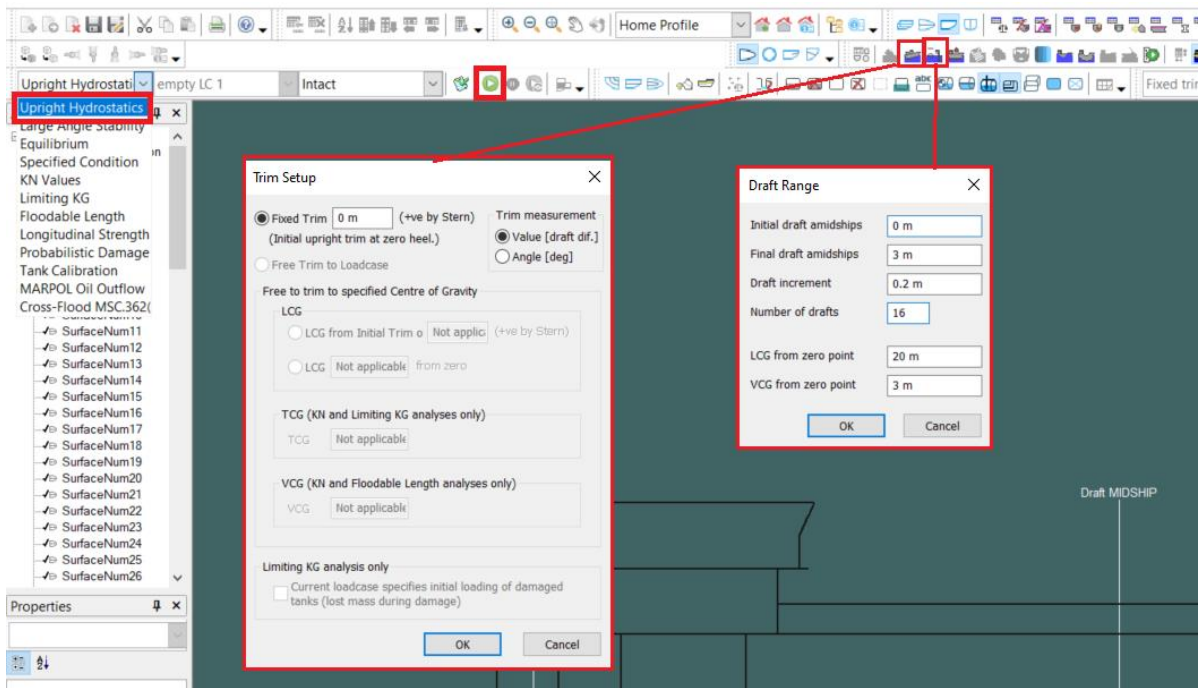 Home Profile
abc
Upright Hydrostati
empty LC 1
Intact
Fixed trim
Upright Hydrostatics
Large Angle Stability
Equilibrium
Specified Condition
KN Values
Limiting KG
Floodable Length
Longitudinal Strength
Probabilistic Damage
Tank Calibration
MARPOL Oil Outflow
Cross-Flood MSC.362(
SurfaceNum11
SurfaceNum12
SurfaceNum13
SurfaceNum14
SurfaceNum15
SurfaceNum16
SurfaceNum17
SurfaceNum18
SurfaceNum19
SurfaceNum20
SurfaceNum21
SurfaceNum22
SurfaceNum23
SurfaceNum24
SurfaceNum25
SurfaceNum26
Properties
Trim Setup
Fixed Trim 0 m (+ve by Stern)
(Initial upright trim at zero heel.)
Free Trim to Loadcase
Trim measurement
Value [draft dif.]
Angle [deg]
Free to trim to specified Centre of Gravity
LCG
LCG from Initial Trim o Not applic (+ve by Stern)
LCG Not applicable from zero
TCG (KN and Limiting KG analyses only)
TCG Not applicable
VCG (KN and Floodable Length analyses only)
VCG Not applicable
Limiting KG analysis only
Current loadcase specifies initial loading of damaged
tanks (lost mass during damage)
OK Cancel
Draft Range
Initial draft amidships 0 m
Final draft amidships 3 m
Draft increment 0.2 m
Number of drafts 16
LCG from zero point 20 m
VCG from zero point 3 m
OK Cancel
Draft MIDSHIP